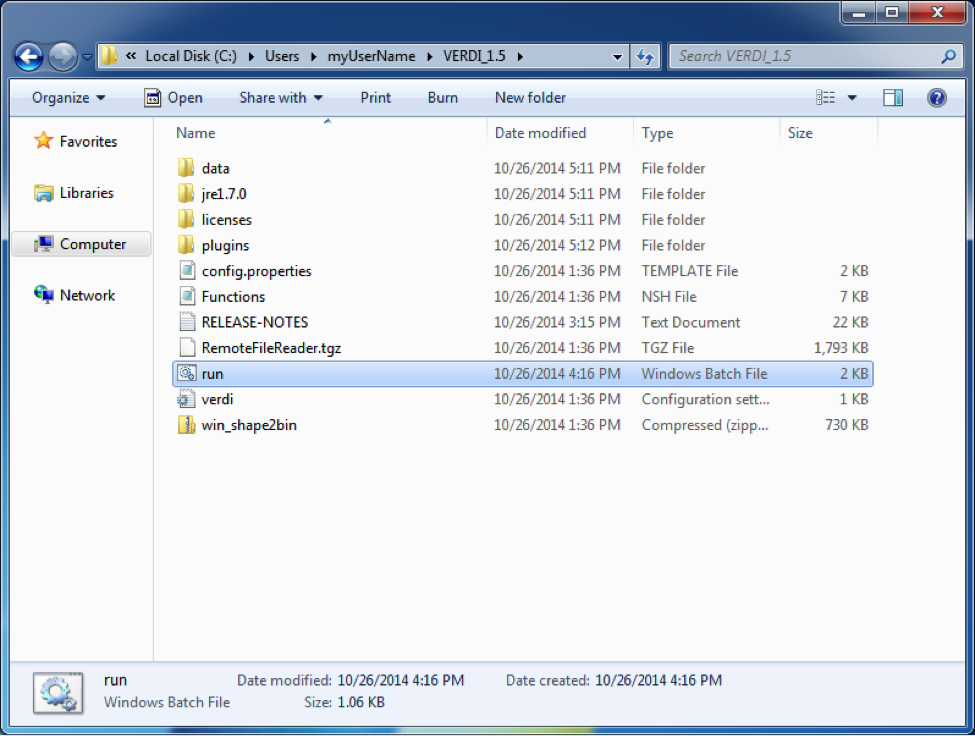 « Local Disk (C:) Users myUserName VERDI_1.5 Search VERDI_1.5
Organize Open Share with Print Burn New folder
Name Date modified Type Size
Favorites
Libraries
Computer
Network
data 10/26/2014 5:11 PM File folder
jre1.7.0 10/26/2014 5:11 PM File folder
licenses 10/26/2014 5:11 PM File folder
plugins 10/26/2014 5:12 PM File folder
config.properties 10/26/2014 1:36 PM TEMPLATE File 2 KB
Functions 10/26/2014 1:36 PM NSH File 7 KB
RELEASE-NOTES 10/26/2014 3:15 PM Text Document 22 KB
RemoteFileReader.tgz 10/26/2014 1:36 PM TGZ File 1,793 KB
run 10/26/2014 4:16 PM Windows Batch File 2 KB
verdi 10/26/2014 1:36 PM Configuration sett... 1 KB
win_shape2bin 10/26/2014 1:36 PM Compressed (zipp... 730 KB
run Date modified: 10/26/2014 4:16 PM Date created: 10/26/2014 4:16 PM
Windows Batch File Size: 1.06 KB